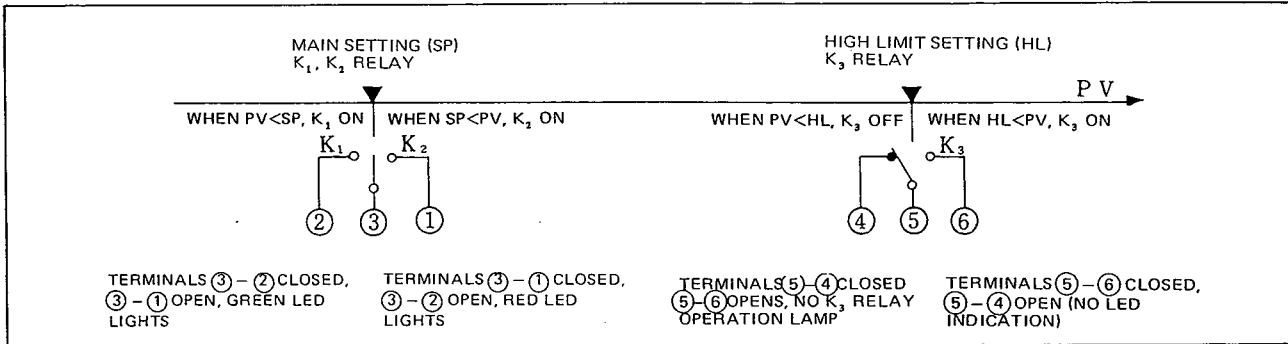 MAIN SETTING (SP)
K₁, K₂ RELAY
HIGH LIMIT SETTING (HL)
K₃ RELAY
PV
WHEN PV<SP, K₁ ON
WHEN SP<PV, K₂ ON
WHEN PV<HL, K₃ OFF
WHEN HL<PV, K₃ ON
K₁
K₂
K₃
② ③ ① ④ ⑤ ⑥
TERMINALS ③–② CLOSED,
③–① OPEN, GREEN LED
LIGHTS
TERMINALS ③–① CLOSED,
③–② OPEN, RED LED
LIGHTS
TERMINALS ⑤–④ CLOSED
⑤–⑥ OPENS, NO K₃ RELAY
OPERATION LAMP
TERMINALS ⑤–⑥ CLOSED,
⑤–④ OPEN (NO LED
INDICATION)